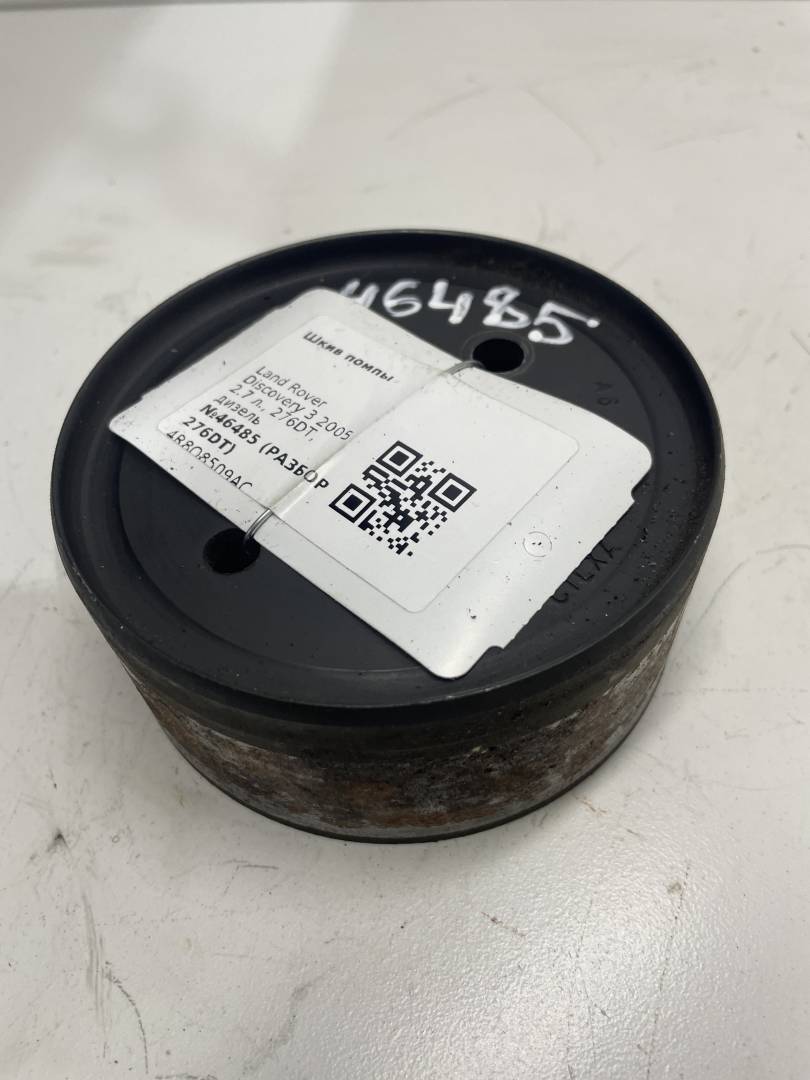 46485
Шкив помпы
Land Rover
Discovery 3 2005
2.7 л., 276DT,
дизель
№46485 (РАЗБОР
276DT)
4R8Q8509AC